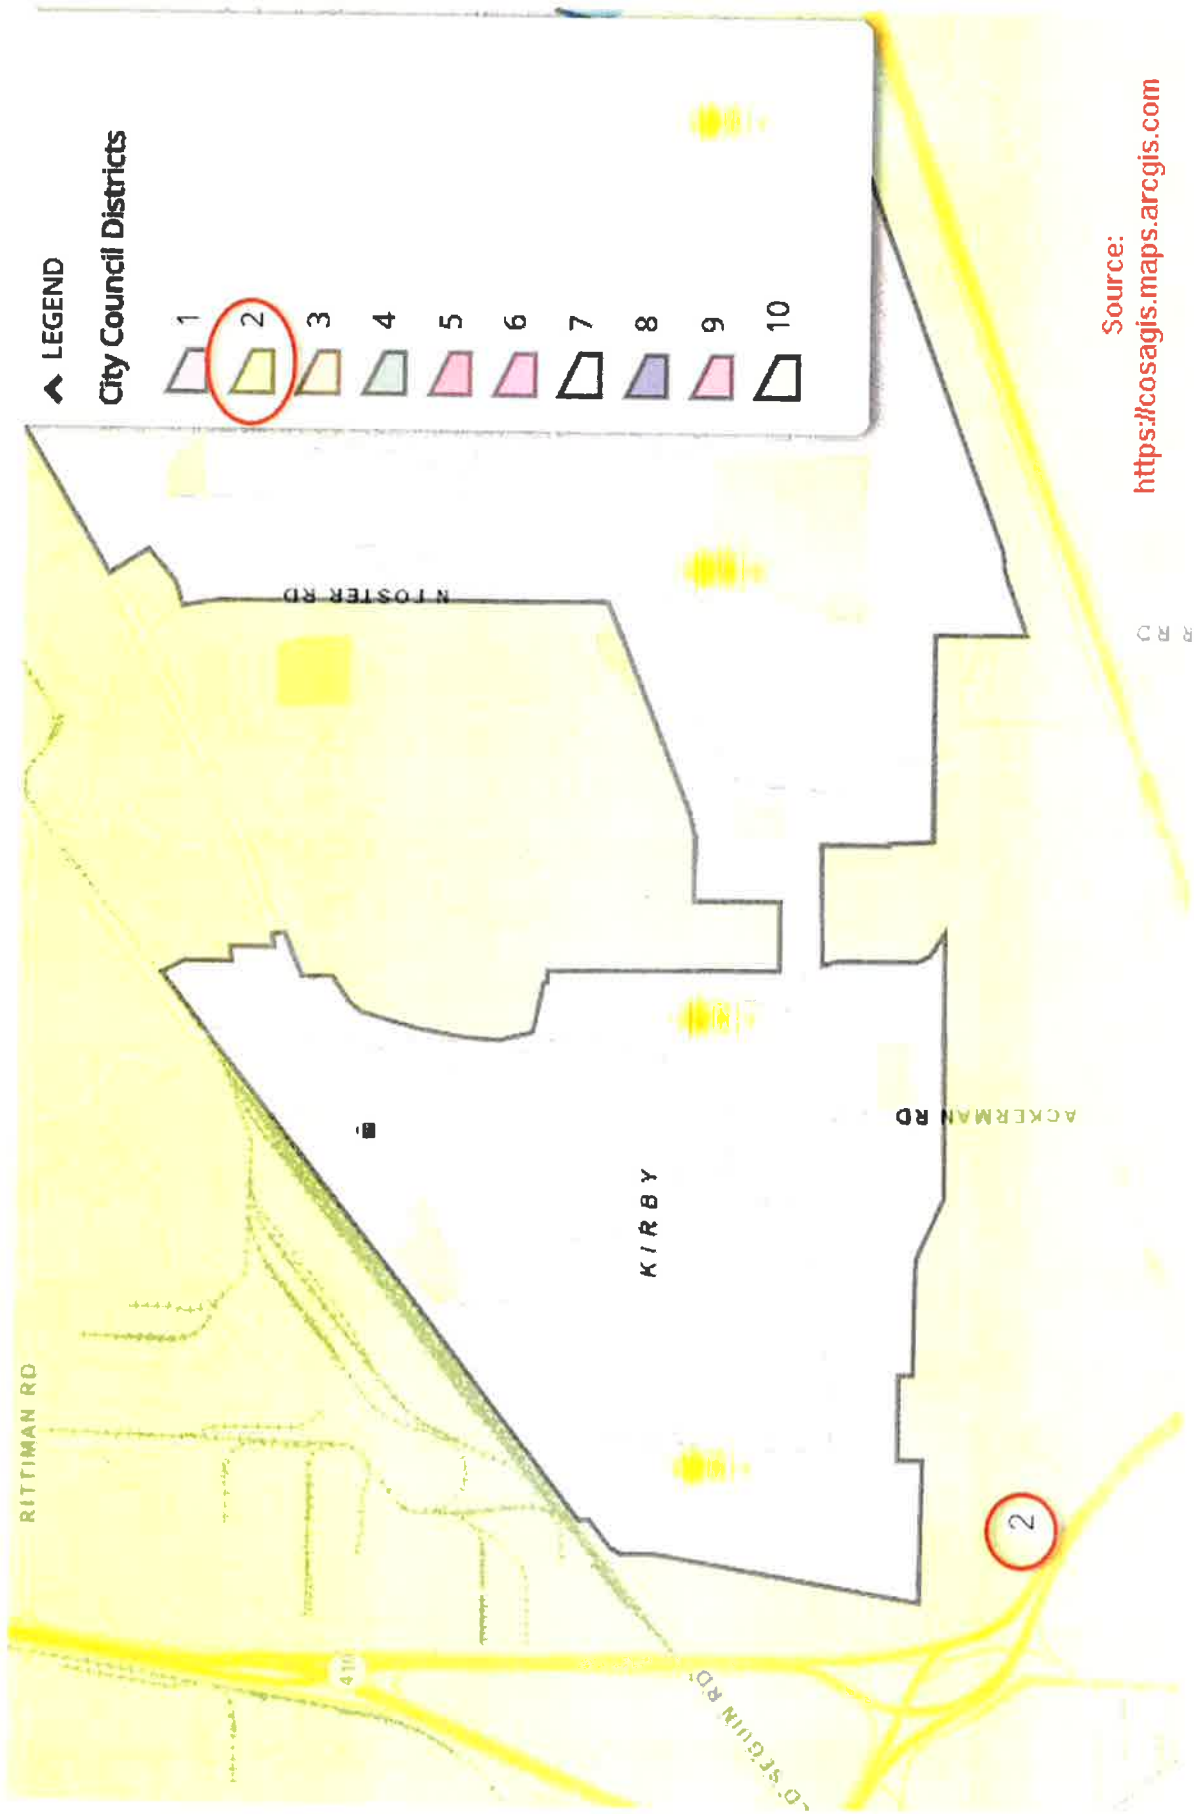 LEGEND
City Council Districts
1
2
3
4
5
6
7
8
9
10
RITTIMAN RD
N FOSTER RD
KIRBY
ACKERMAN RD
410
SEGUIN RD
2
Source:
https://cosagis.maps.arcgis.com